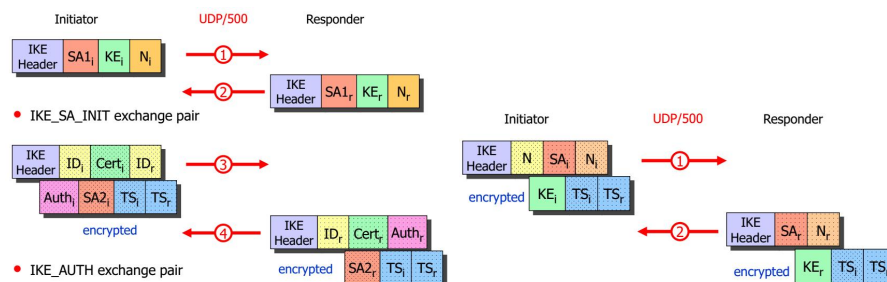 Initiator UDP/500 Responder
IKE Header SA1i KEi Ni
1
2
IKE Header SA1r KEr Nr
• IKE_SA_INIT exchange pair
IKE Header IDi Certi IDr
3
Authi SA2i TSi TSr
encrypted
4
IKE Header IDr Certr Authr
encrypted SA2r TSi TSr
• IKE_AUTH exchange pair
Initiator UDP/500 Responder
IKE Header N SAi Ni
1
encrypted KEi TSi TSr
2
IKE Header SAr Nr
encrypted KEr TSi TS